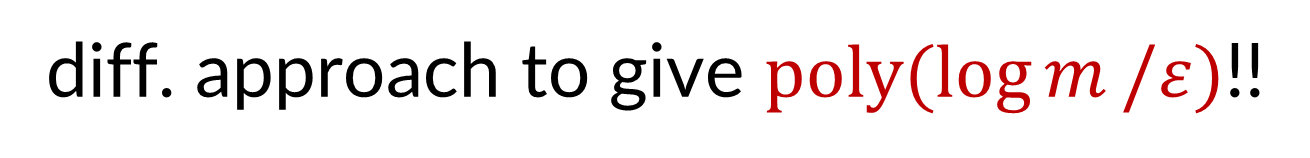 diff. approach to give poly(log m /ε)!!